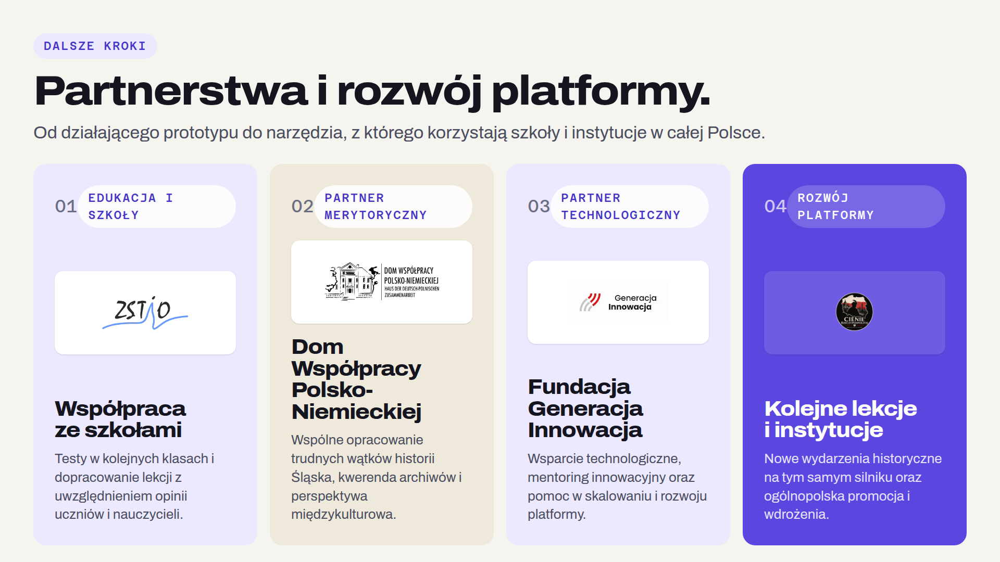 DALSZE KROKI
Partnerstwa i rozwój platformy.
Od działającego prototypu do narzędzia, z którego korzystają szkoły i instytucje w całej Polsce.
01
EDUKACJA I
SZKOŁY
ZSTiO
Współpraca
ze szkołami
Testy w kolejnych klasach i
dopracowanie lekcji z
uwzględnieniem opinii
uczniów i nauczycieli.
02
PARTNER
MERYTORYCZNY
DOM WSPÓŁPRACY
POLSKO-NIEMIECKIEJ
HAUS DER DEUTSCH-POLNISCHEN
ZUSAMMENARBEIT
Dom
Współpracy
Polsko-
Niemieckiej
Wspólne opracowanie
trudnych wątków historii
Śląska, kwerenda archiwów i
perspektywa
międzykulturowa.
03
PARTNER
TECHNOLOGICZNY
Generacja
Innowacja
Fundacja
Generacja
Innowacja
Wsparcie technologiczne,
mentoring innowacyjny oraz
pomoc w skalowaniu i rozwoju
platformy.
04
ROZWÓJ
PLATFORMY
CIENIE
RZECZYPOSPOLITEJ
Kolejne lekcje
i instytucje
Nowe wydarzenia historyczne
na tym samym silniku oraz
ogólnopolska promocja i
wdrożenia.